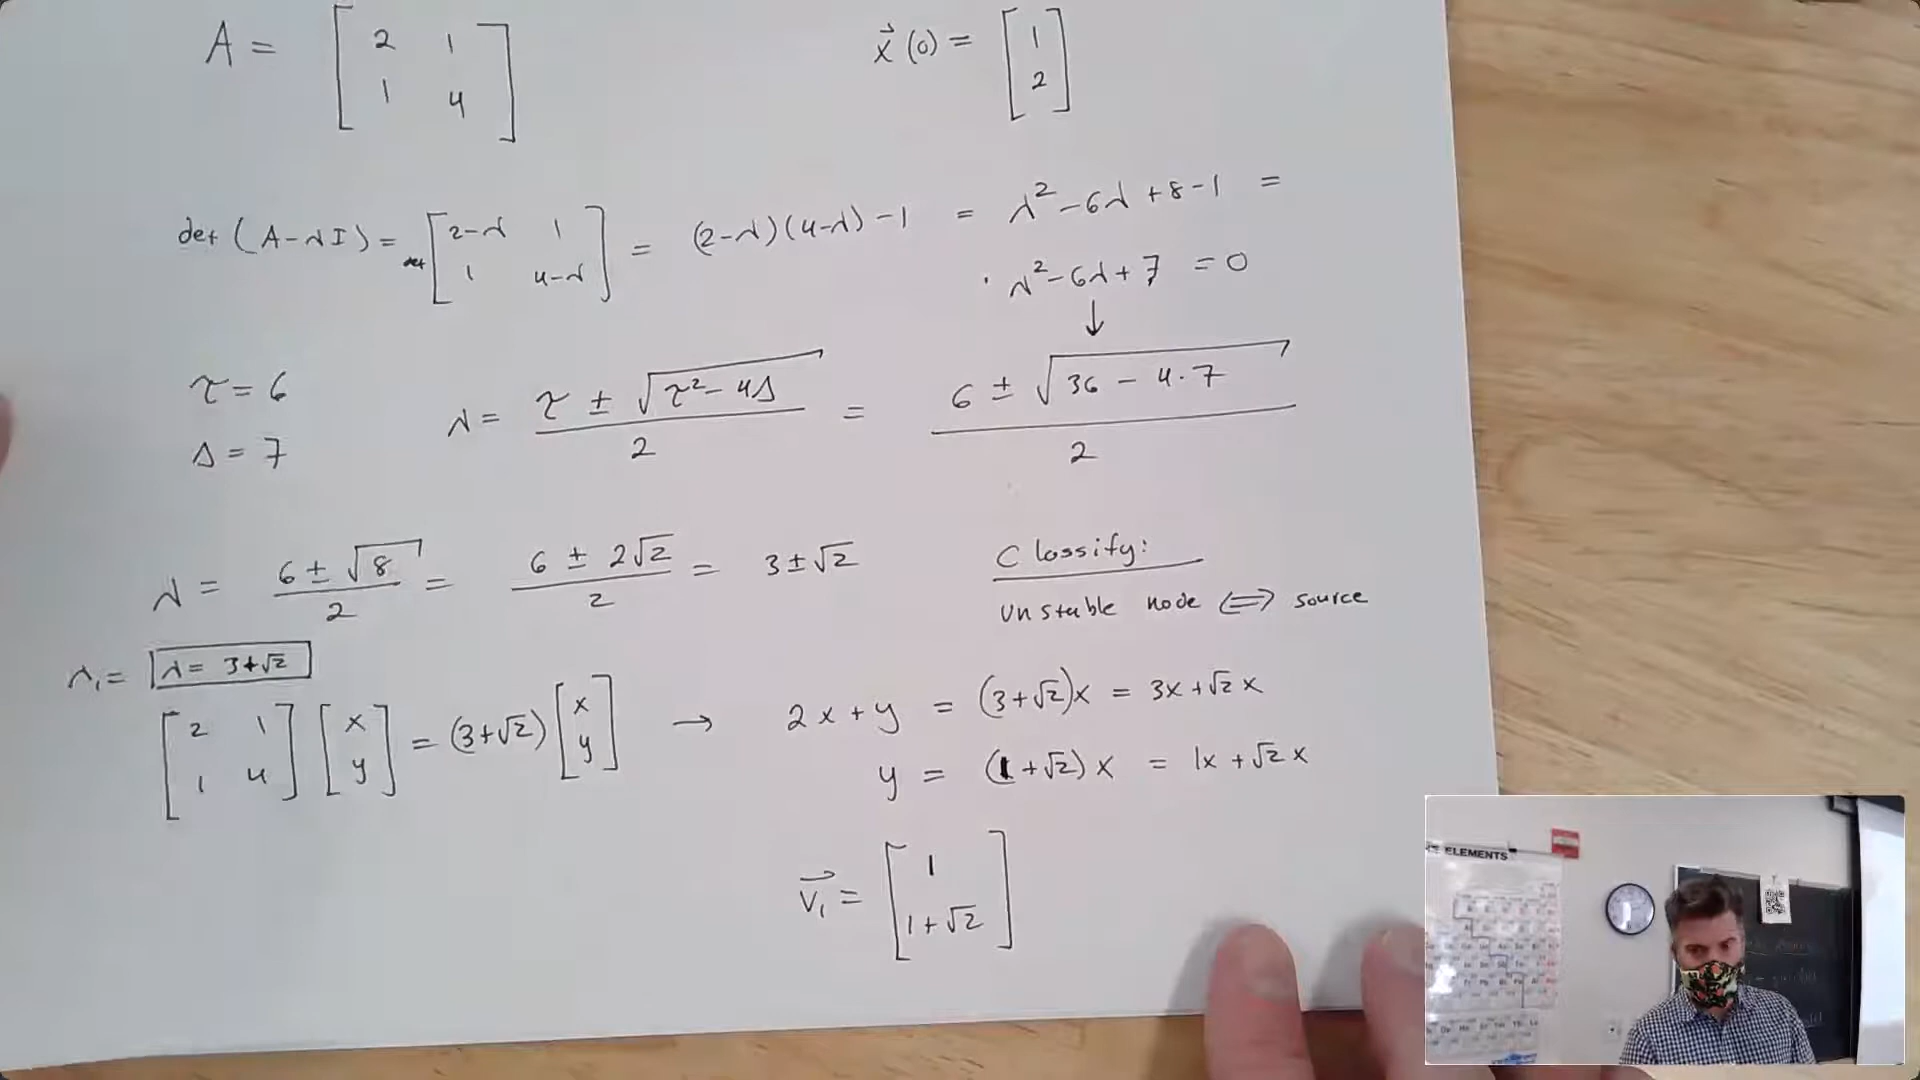 A = [ 2 1 ; 1 4 ]    x⃗(0) = [ 1 ; 2 ]
det (A-λI) = det [ 2-λ 1 ; 1 4-λ ] = (2-λ)(4-λ) -1 = λ² -6λ +8-1 =
λ² -6λ + 7 = 0
↓
τ = 6
Δ = 7
λ = (τ ± √(τ² - 4Δ)) / 2 = (6 ± √(36 - 4·7)) / 2
λ = (6 ± √8) / 2 = (6 ± 2√2) / 2 = 3 ± √2
Classify:
unstable node ⟺ source
λ₁ = λ = 3+√2
[ 2 1 ; 1 4 ] [ x ; y ] = (3+√2) [ x ; y ] → 2x + y = (3+√2)x = 3x + √2 x
y = (1+√2) x = 1x + √2 x
v₁⃗ = [ 1 ; 1+√2 ]
ELEMENTS